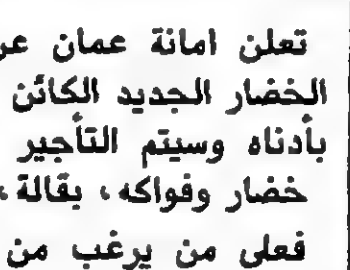 تعلن امانة عمان عن
الخضار الجديد الكائن
بأدناه وسيتم التأجير
خضار وفواكه ، بقالة ،
فعلى من يرغب من